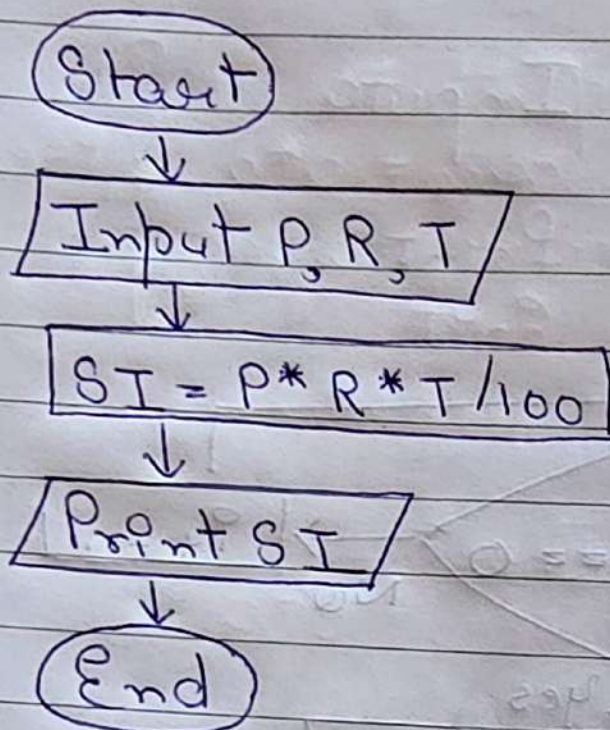 Start
Input P, R, T
SI = P * R * T / 100
Print SI
End